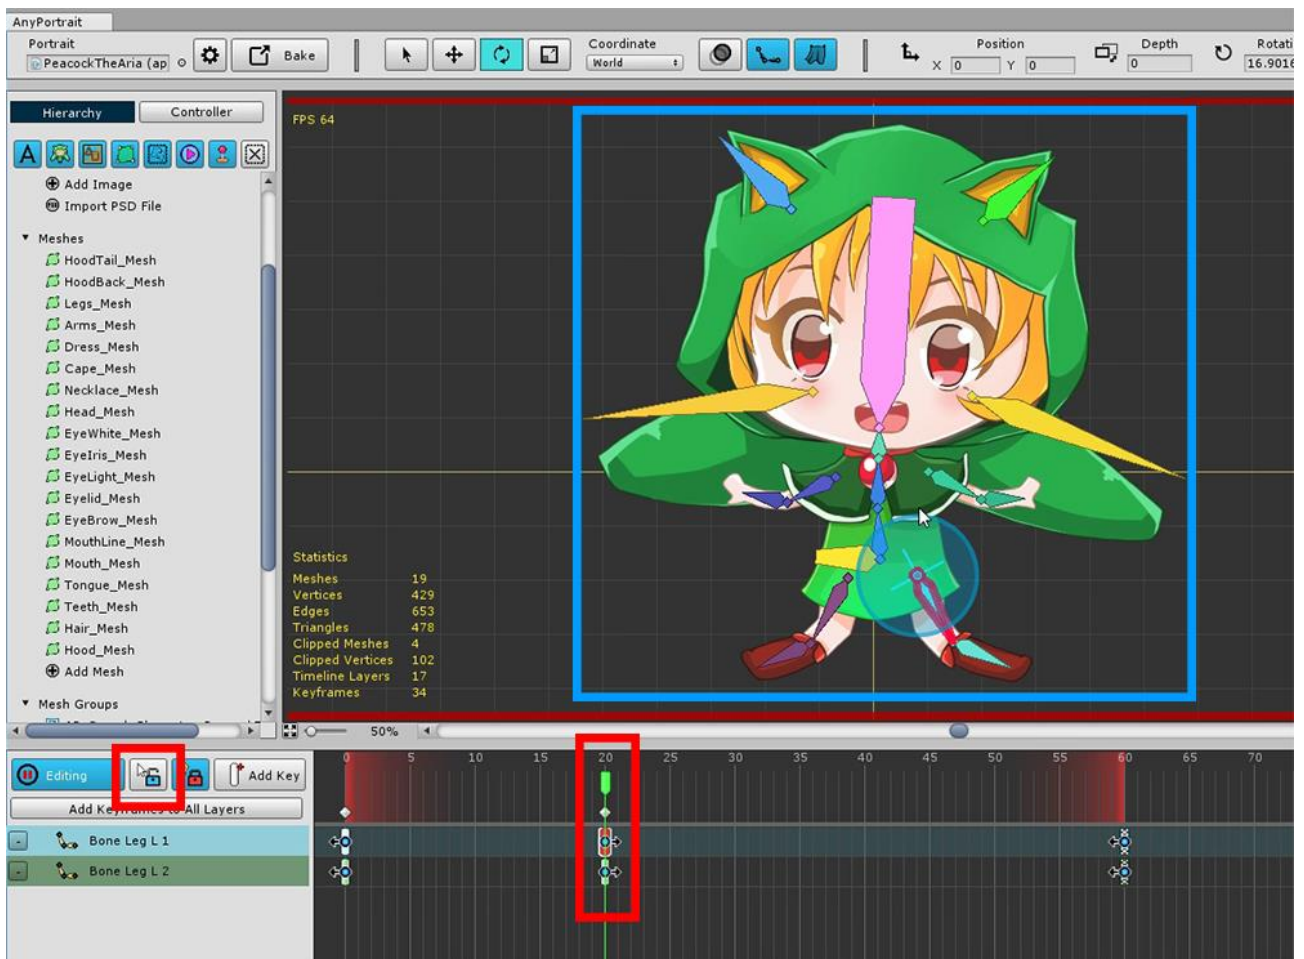 AnyPortrait
Portrait
PeacockTheAria (ap
Bake
Coordinate
World
Position
X 0 Y 0
Depth
0
Rotati
16.9016
Hierarchy
Controller
FPS 64
Add Image
Import PSD File
Meshes
HoodTail_Mesh
HoodBack_Mesh
Legs_Mesh
Arms_Mesh
Dress_Mesh
Cape_Mesh
Necklace_Mesh
Head_Mesh
EyeWhite_Mesh
EyeIris_Mesh
EyeLight_Mesh
Eyelid_Mesh
EyeBrow_Mesh
MouthLine_Mesh
Mouth_Mesh
Tongue_Mesh
Teeth_Mesh
Hair_Mesh
Hood_Mesh
Add Mesh
Mesh Groups
Statistics
Meshes 19
Vertices 429
Edges 653
Triangles 478
Clipped Meshes 4
Clipped Vertices 102
Timeline Layers 17
Keyframes 34
50%
Editing
Add Key
0 5 10 15 20 25 30 35 40 45 50 55 60 65 70
Add Keyframes to All Layers
Bone Leg L 1
Bone Leg L 2